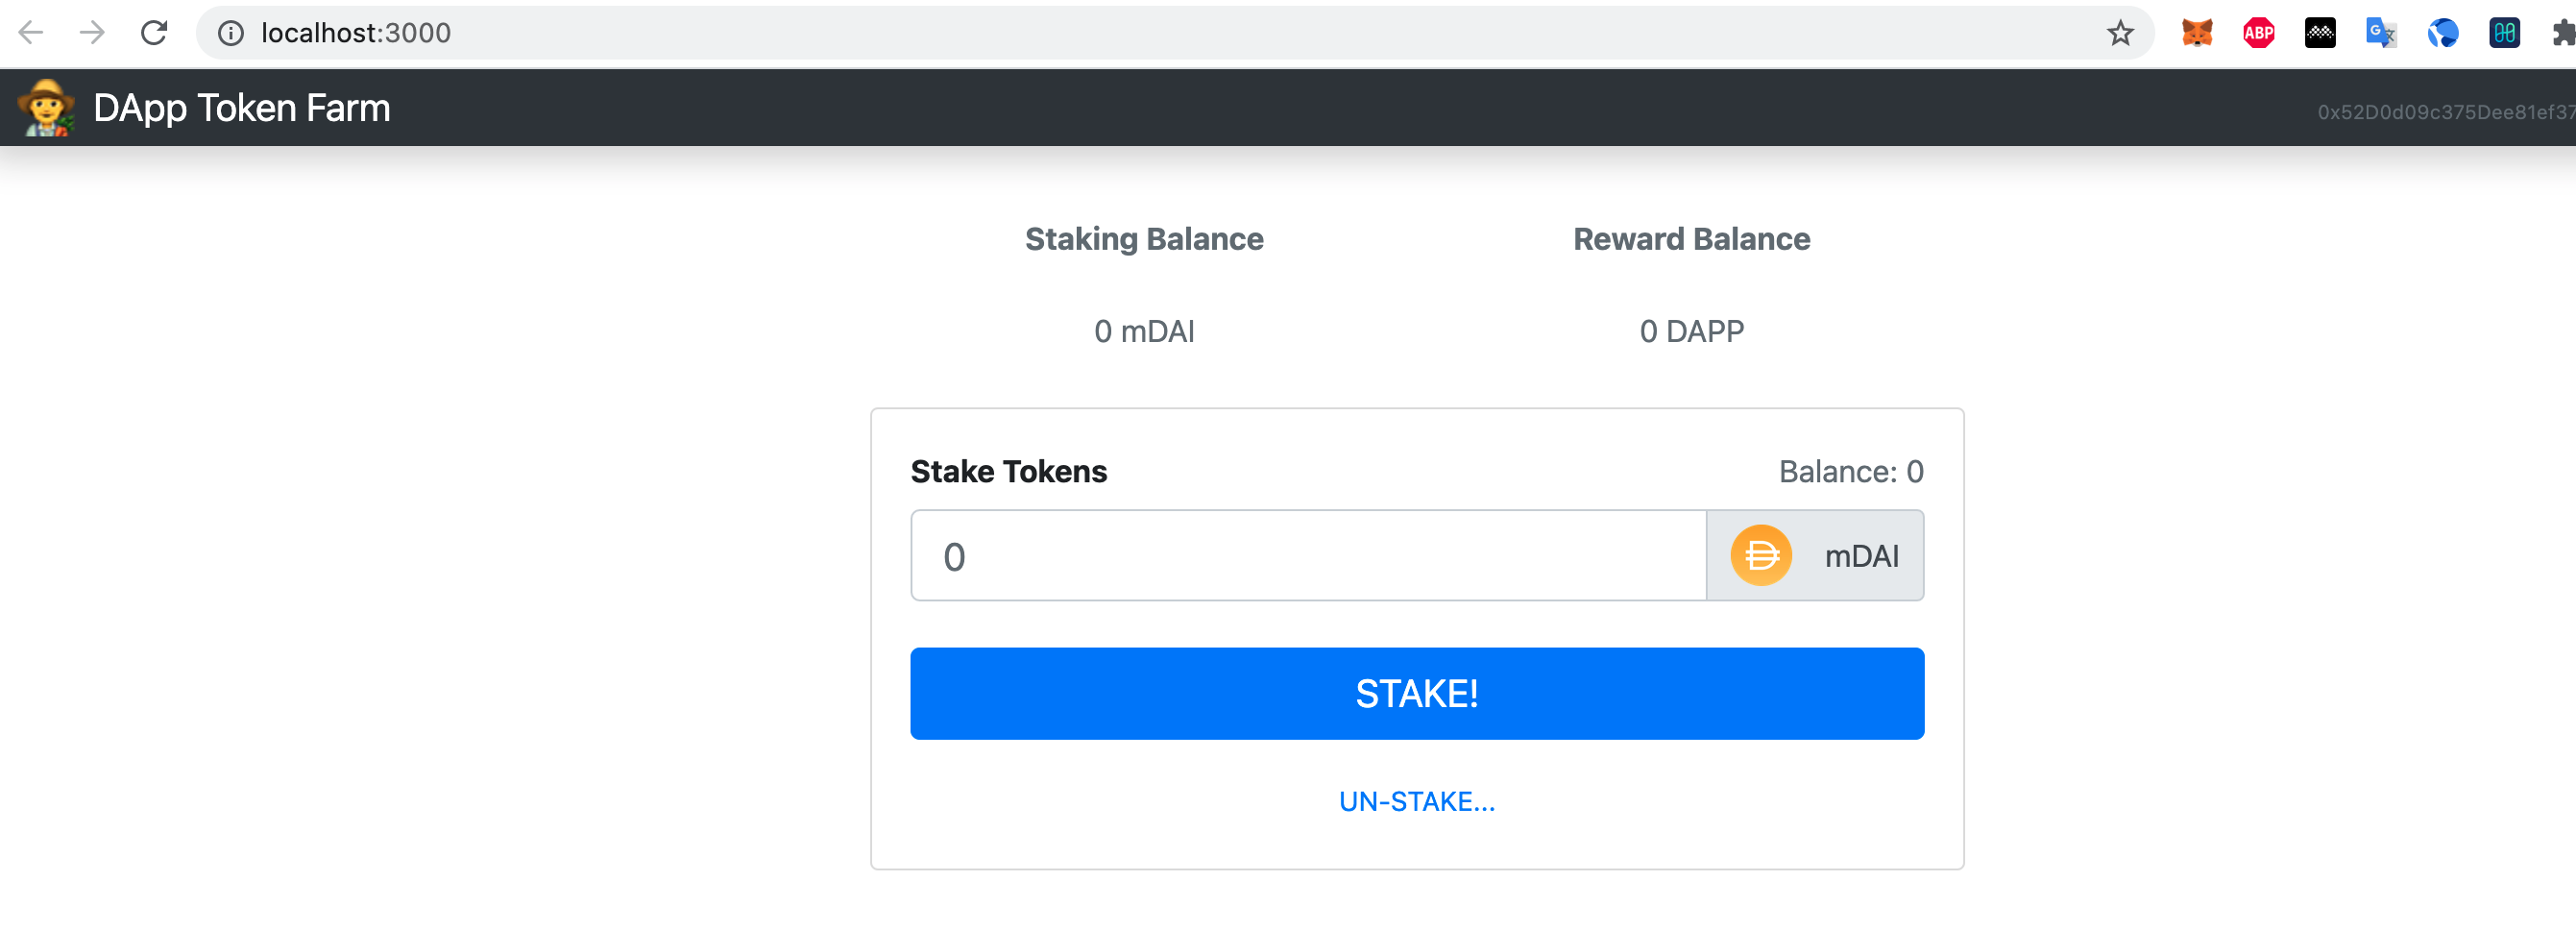 localhost:3000
ABP
G
DApp Token Farm
0x52D0d09c375Dee81ef37
Staking Balance Reward Balance
0 mDAI 0 DAPP
Stake Tokens Balance: 0
0 mDAI
STAKE!
UN-STAKE...